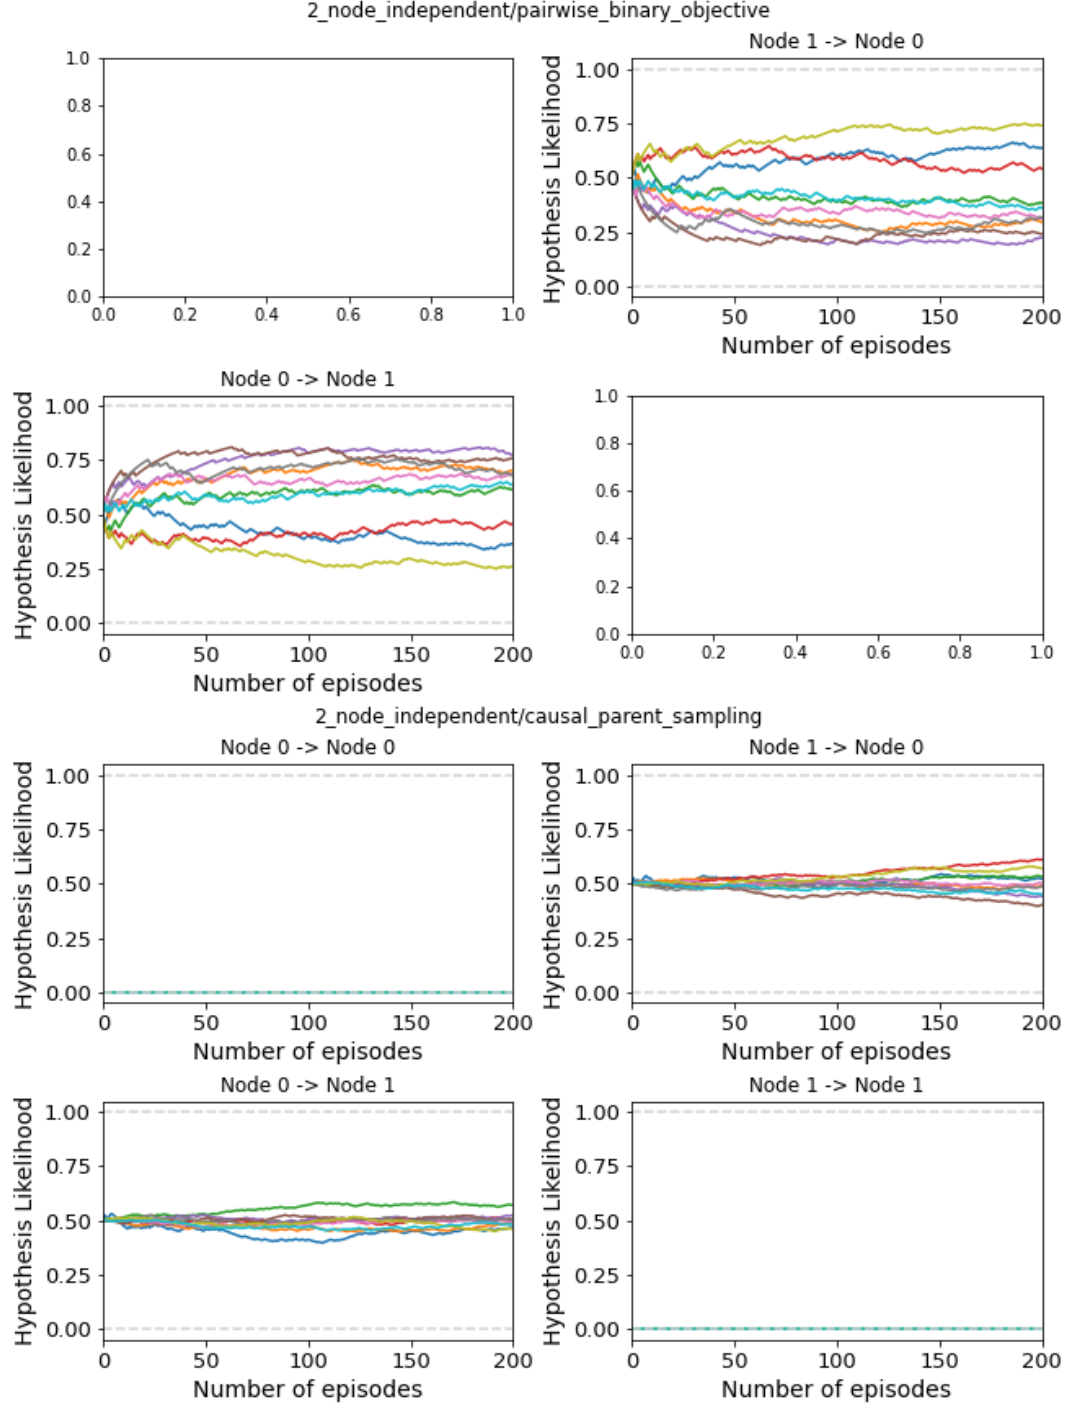 2_node_independent/pairwise_binary_objective
1.0
0.8
0.6
0.4
0.2
0.0
0.0 0.2 0.4 0.6 0.8 1.0
Node 1 -> Node 0
Hypothesis Likelihood
1.00
0.75
0.50
0.25
0.00
0 50 100 150 200
Number of episodes
Node 0 -> Node 1
Hypothesis Likelihood
1.00
0.75
0.50
0.25
0.00
0 50 100 150 200
Number of episodes
1.0
0.8
0.6
0.4
0.2
0.0
0.0 0.2 0.4 0.6 0.8 1.0
2_node_independent/causal_parent_sampling
Node 0 -> Node 0
Hypothesis Likelihood
1.00
0.75
0.50
0.25
0.00
0 50 100 150 200
Number of episodes
Node 1 -> Node 0
Hypothesis Likelihood
1.00
0.75
0.50
0.25
0.00
0 50 100 150 200
Number of episodes
Node 0 -> Node 1
Hypothesis Likelihood
1.00
0.75
0.50
0.25
0.00
0 50 100 150 200
Number of episodes
Node 1 -> Node 1
Hypothesis Likelihood
1.00
0.75
0.50
0.25
0.00
0 50 100 150 200
Number of episodes